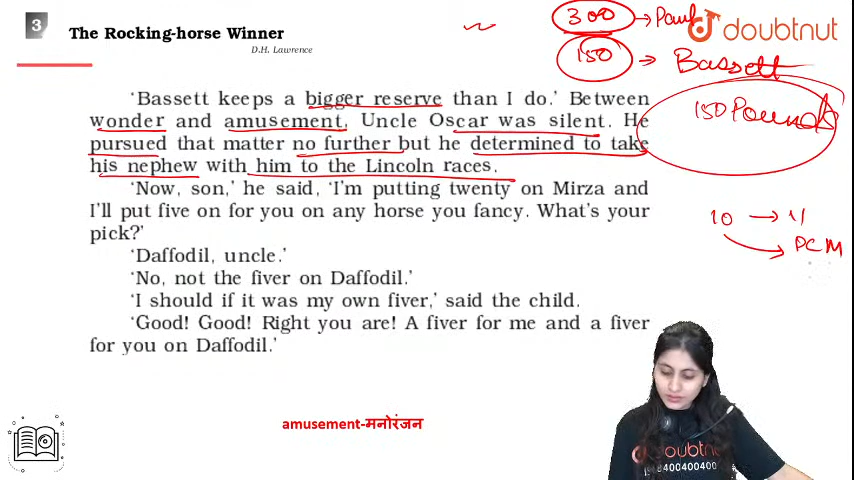 3
The Rocking-horse Winner
D.H. Lawrence
300 → Paul
doubtnut
150 → Bassett
150 Pounds
'Bassett keeps a bigger reserve than I do.' Between
wonder and amusement, Uncle Oscar was silent. He
pursued that matter no further but he determined to take
his nephew with him to the Lincoln races.
'Now, son,' he said, 'I'm putting twenty on Mirza and
I'll put five on for you on any horse you fancy. What's your
pick?'
'Daffodil, uncle.'
'No, not the fiver on Daffodil.'
'I should if it was my own fiver,' said the child.
'Good! Good! Right you are! A fiver for me and a fiver
for you on Daffodil.'
10 → 11
PCM
amusement-मनोरंजन
doubtnut
8400400400